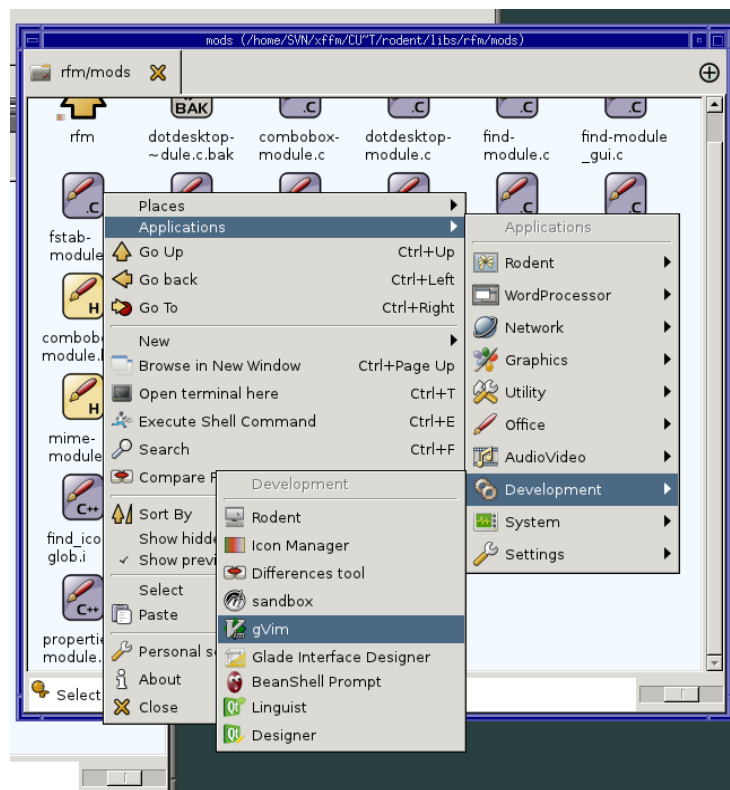 mods (/home/SVN/xffm/CU~T/rodent/libs/rfm/mods)
rfm/mods
BAK
.C
.C
.C
.C
rfm
dotdesktop-
~dule.c.bak
combobox-
module.c
dotdesktop-
module.c
find-
module.c
find-module
_gui.c
.C
.C
.C
fstab-
module
H
combobo
module.
H
mime-
module
C++
find_ico
glob.i
C++
properti
module.
Select
Places
Applications
Go Up Ctrl+Up
Go back Ctrl+Left
Go To Ctrl+Right
New
Browse in New Window Ctrl+Page Up
Open terminal here Ctrl+T
Execute Shell Command Ctrl+E
Search Ctrl+F
Compare F
Sort By
Show hidde
Show previ
Select
Paste
Personal s
About
Close
Applications
Rodent
WordProcessor
Network
Graphics
Utility
Office
AudioVideo
Development
System
Settings
Development
Rodent
Icon Manager
Differences tool
sandbox
gVim
Glade Interface Designer
BeanShell Prompt
Linguist
Designer